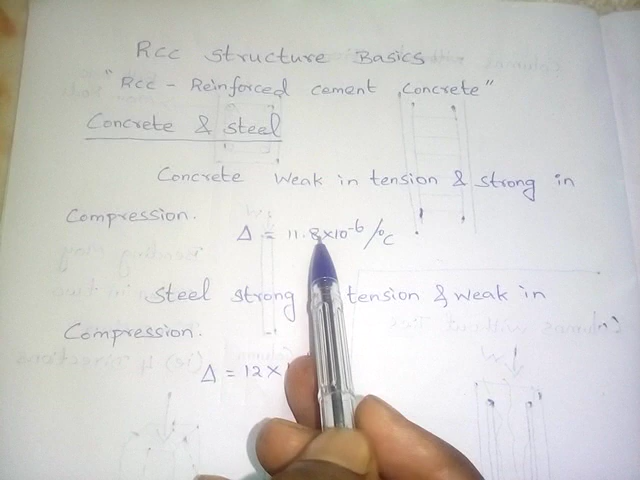 Rcc structure Basics
"Rcc - Reinforced cement Concrete"
Concrete & steel
Concrete weak in tension & strong in
Compression.
Δ = 11.8×10⁻⁶/°C
Steel strong tension & weak in
Compression.
Δ = 12×